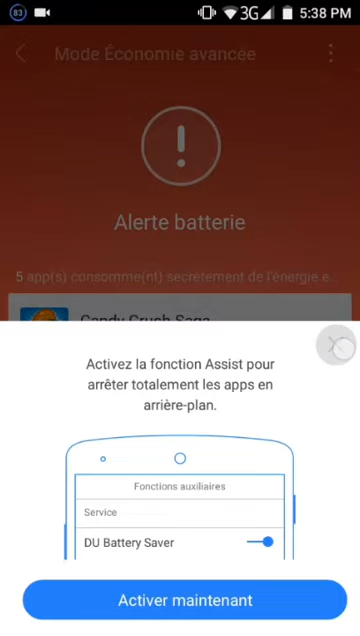 83 3G 5:38 PM
Mode Économie avancée
Alerte batterie
5 app(s) consomme(nt) secrètement de l'énergie e...
Candy Crush Saga
Activez la fonction Assist pour
arrêter totalement les apps en
arrière-plan.
Fonctions auxiliaires
Service
DU Battery Saver
Activer maintenant